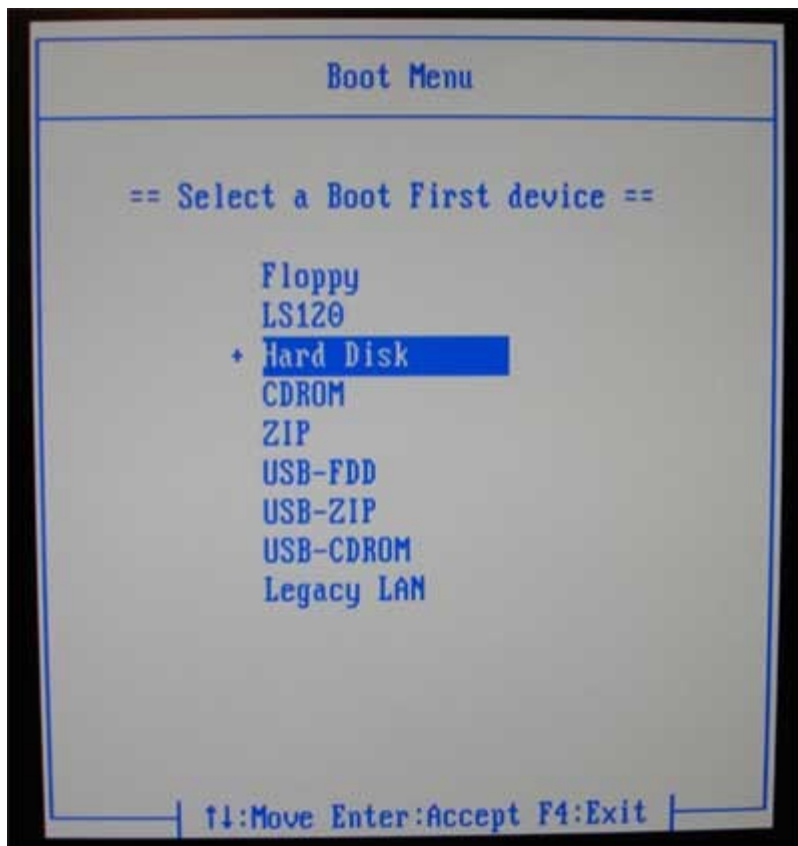 Boot Menu
== Select a Boot First device ==
Floppy
LS120
+ Hard Disk
CDROM
ZIP
USB-FDD
USB-ZIP
USB-CDROM
Legacy LAN
↑↓:Move Enter:Accept F4:Exit